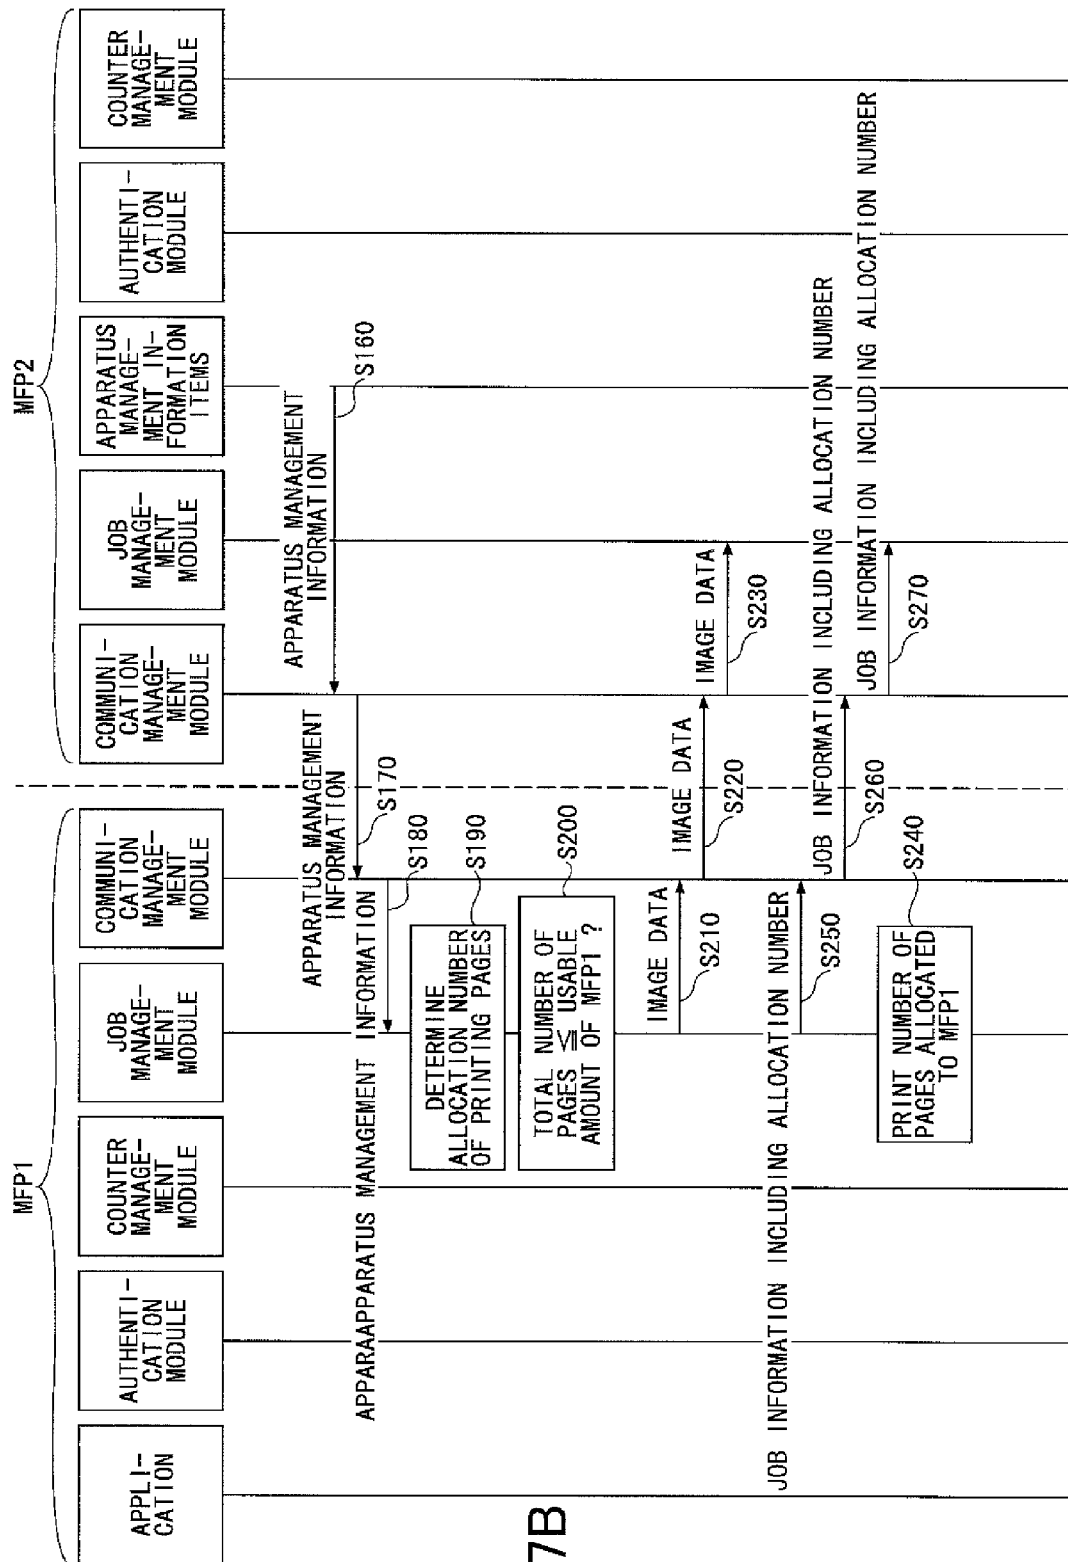 MFP1
MFP2
APPLI-
CATION
AUTHENTI-
CATION
MODULE
COUNTER
MANAGE-
MENT
MODULE
JOB
MANAGE-
MENT
MODULE
COMMUNI-
CATION
MANAGE-
MENT
MODULE
COMMUNI-
CATION
MANAGE-
MENT
MODULE
JOB
MANAGE-
MENT
MODULE
APPARATUS
MANAGE-
MENT IN-
FORMATION
ITEMS
AUTHENTI-
CATION
MODULE
COUNTER
MANAGE-
MENT
MODULE
APPARATUS MANAGEMENT
INFORMATION
S160
APPARATUS MANAGEMENT
INFORMATION
S170
APPARAAPPARATUS MANAGEMENT INFORMATION
S180
DETERMINE
ALLOCATION NUMBER
OF PRINTING PAGES
S190
TOTAL NUMBER OF
PAGES ≦ USABLE
AMOUNT OF MFP1 ?
S200
IMAGE DATA
S210
IMAGE DATA
S220
IMAGE DATA
S230
JOB INFORMATION INCLUDING ALLOCATION NUMBER
S250
JOB INFORMATION INCLUDING ALLOCATION NUMBER
S260
JOB INFORMATION INCLUDING ALLOCATION NUMBER
S270
PRINT NUMBER OF
PAGES ALLOCATED
TO MFP1
S240
7B